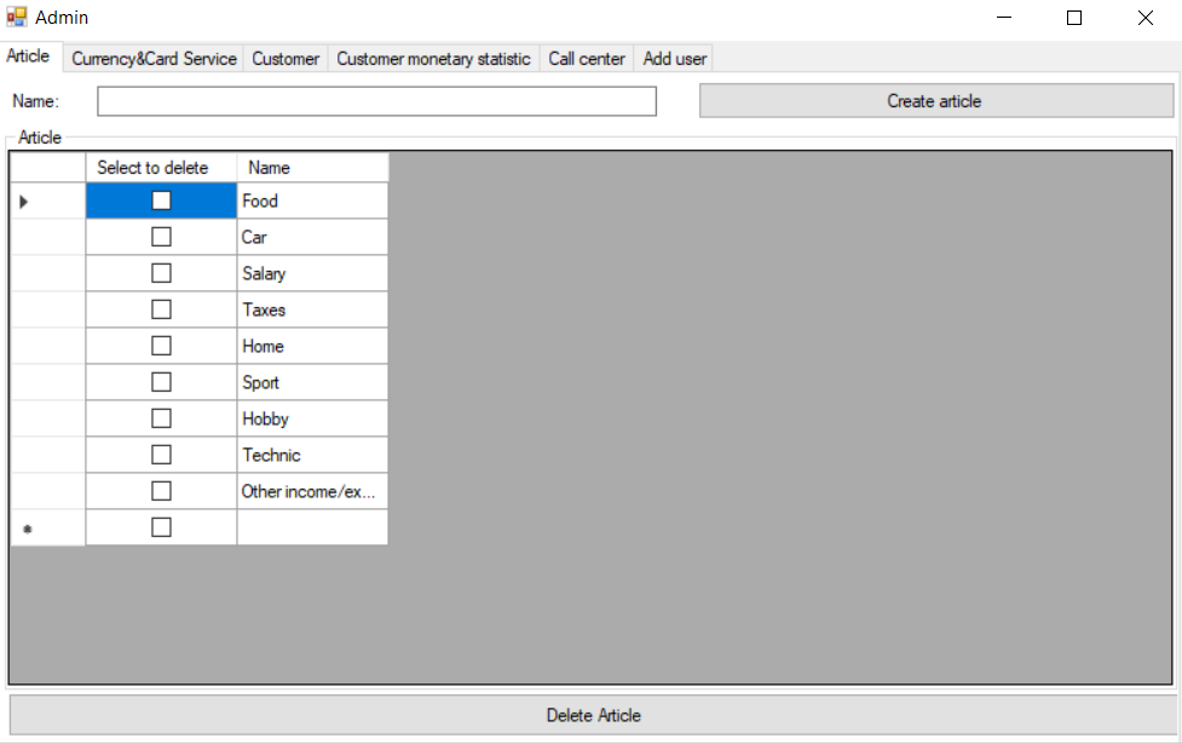 Admin
Article Currency&Card Service Customer Customer monetary statistic Call center Add user
Name: Create article
Article
Select to delete Name
Food
Car
Salary
Taxes
Home
Sport
Hobby
Technic
Other income/ex...
Delete Article